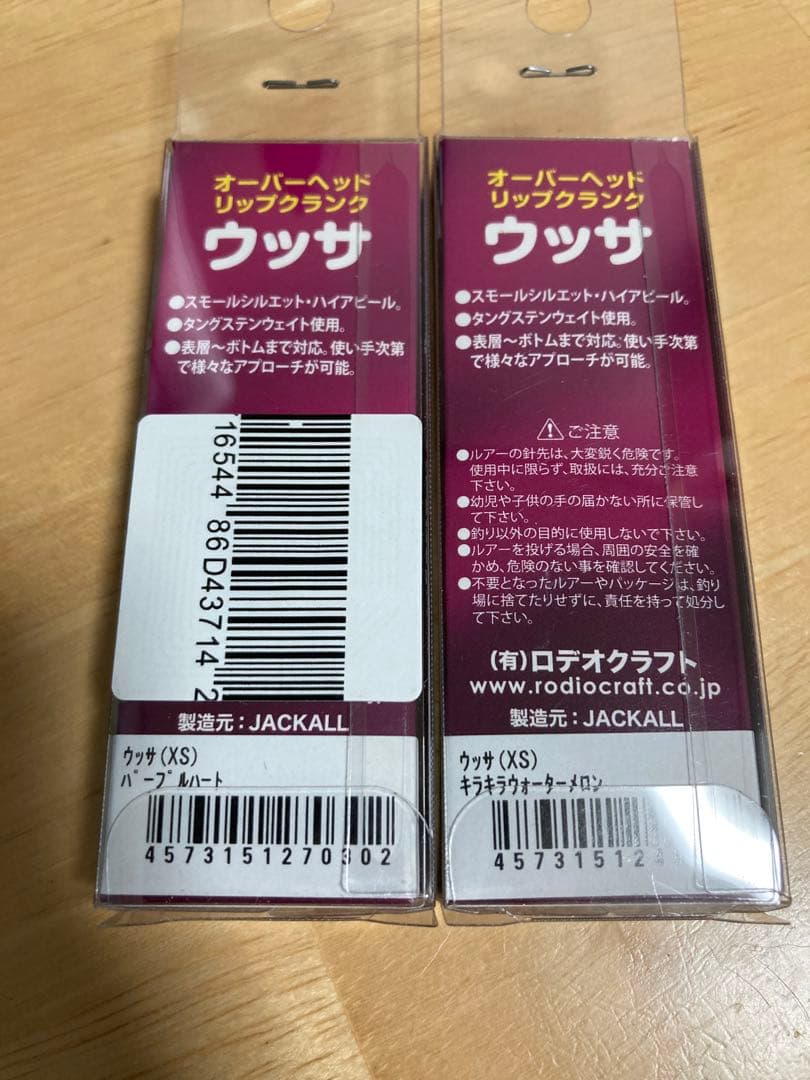 オーバーヘッド
リップクランク
ウッサ
●スモールシルエット・ハイアピール。
●タングステンウェイト使用。
●表層～ボトムまで対応。使い手次第
で様々なアプローチが可能。
16544 86D43714 2
製造元：JACKALL
ウッサ(XS)
パープルハート
4573151270302
オーバーヘッド
リップクランク
ウッサ
●スモールシルエット・ハイアピール。
●タングステンウェイト使用。
●表層～ボトムまで対応。使い手次第
で様々なアプローチが可能。
ご注意
●ルアーの針先は、大変鋭く危険です。
使用中に限らず、取扱には、充分ご注意
下さい。
●幼児や子供の手の届かない所に保管し
て下さい。
●釣り以外の目的に使用しないで下さい。
●ルアーを投げる場合、周囲の安全を確
かめ、危険のない事を確認してください。
●不要となったルアーやパッケージは、釣り
場に捨てたりせずに、責任を持って処分し
て下さい。
(有)ロデオクラフト
www.rodiocraft.co.jp
製造元：JACKALL
ウッサ(XS)
キラキラウォーターメロン
45731512